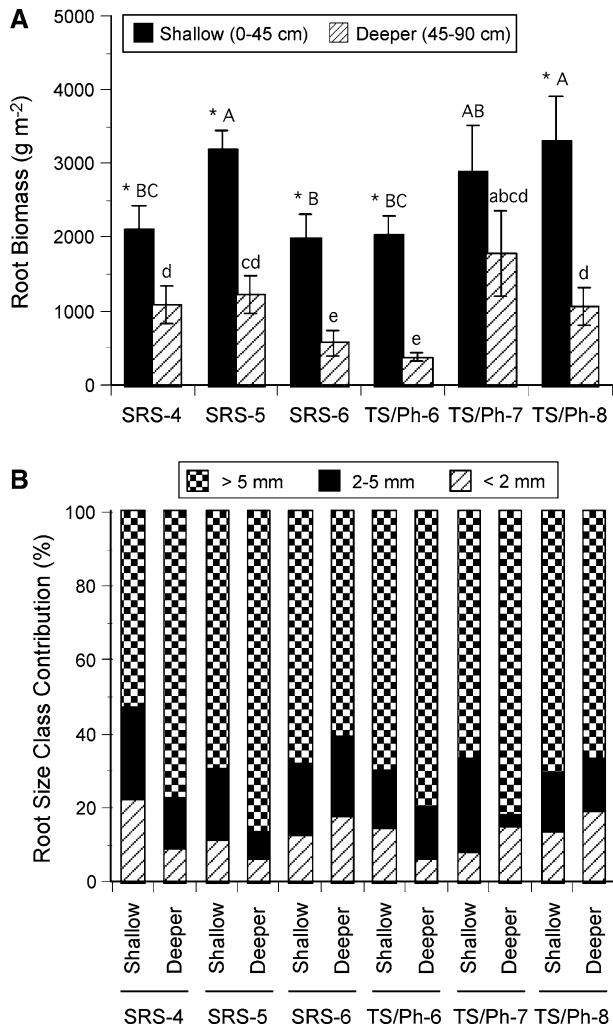 A
5000
4000
3000
2000
1000
0
Root Biomass (g m-2)
Shallow (0-45 cm) Deeper (45-90 cm)
* BC
d
* A
cd
* B
e
* BC
e
AB
abcd
* A
d
SRS-4 SRS-5 SRS-6 TS/Ph-6 TS/Ph-7 TS/Ph-8
B
> 5 mm 2-5 mm < 2 mm
100
80
60
40
20
0
Root Size Class Contribution (%)
Shallow Deeper Shallow Deeper Shallow Deeper Shallow Deeper Shallow Deeper Shallow Deeper
SRS-4 SRS-5 SRS-6 TS/Ph-6 TS/Ph-7 TS/Ph-8